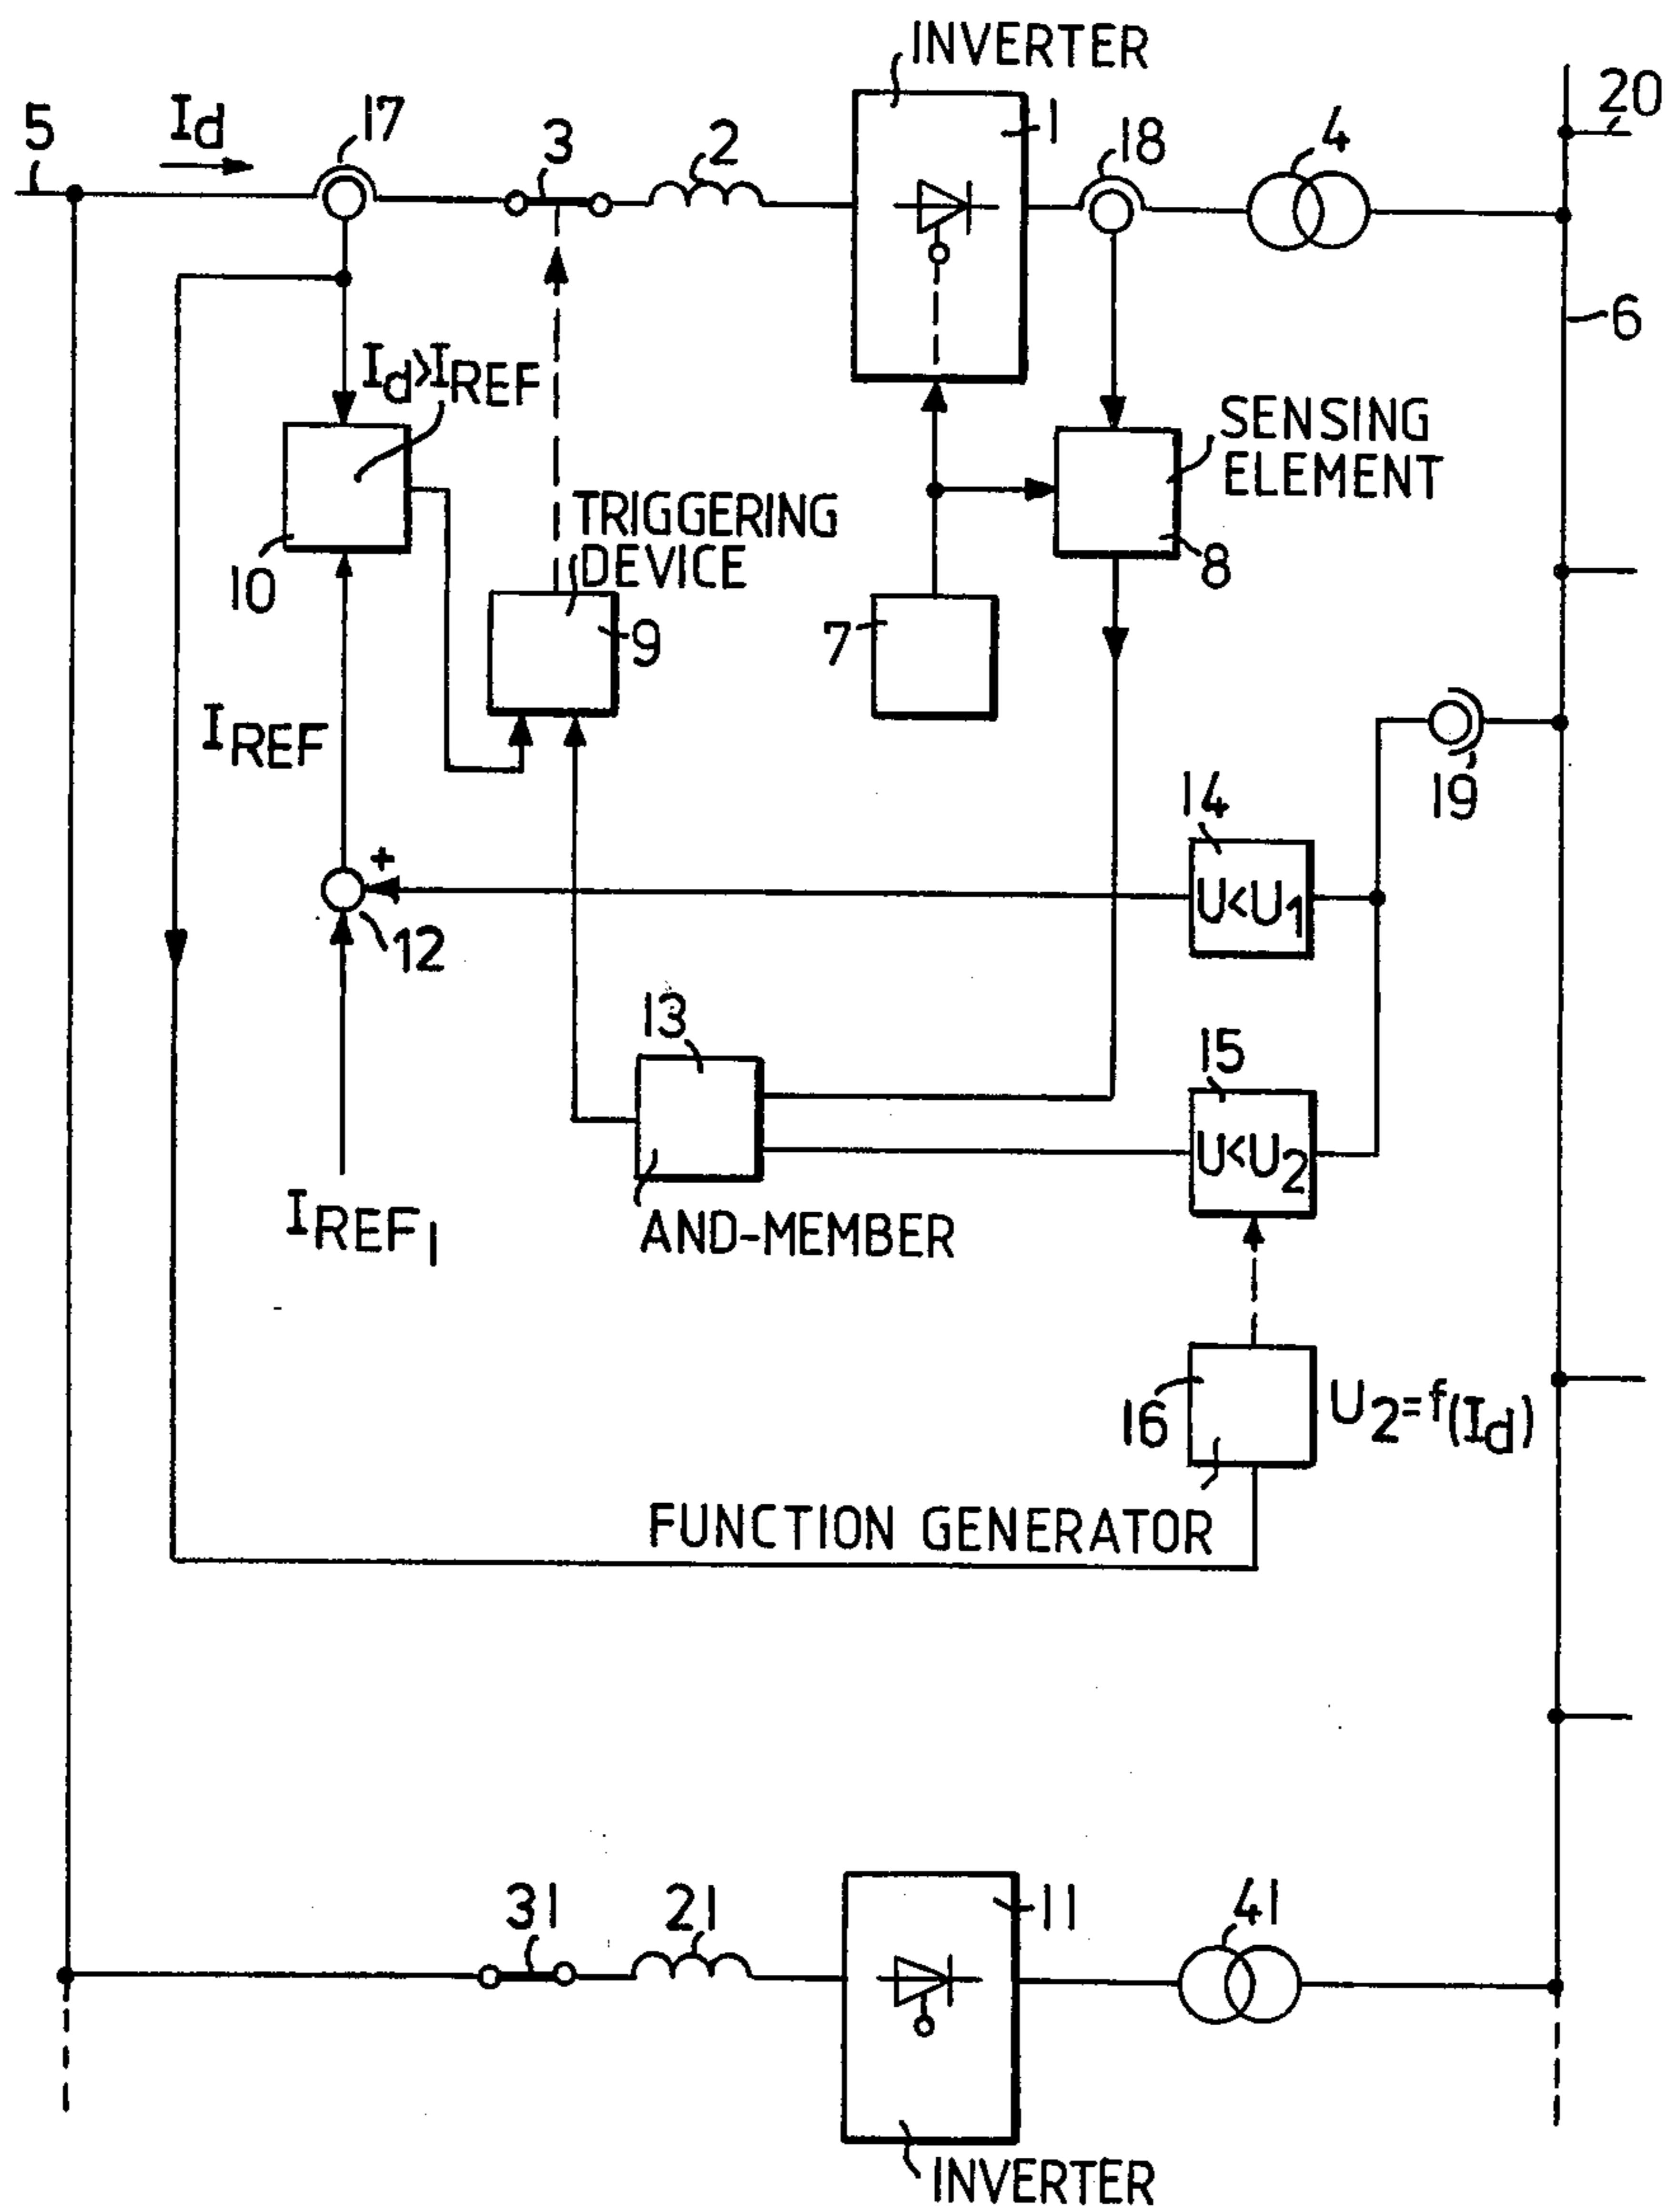 INVERTER
5
Id
17
3
2
1
18
4
20
6
Id>IREF
SENSING
ELEMENT
TRIGGERING
DEVICE
10
9
7
8
IREF
19
14
U<U1
+
12
13
15
U<U2
IREF1
AND-MEMBER
16
U2=f(Id)
FUNCTION GENERATOR
31
21
11
41
INVERTER